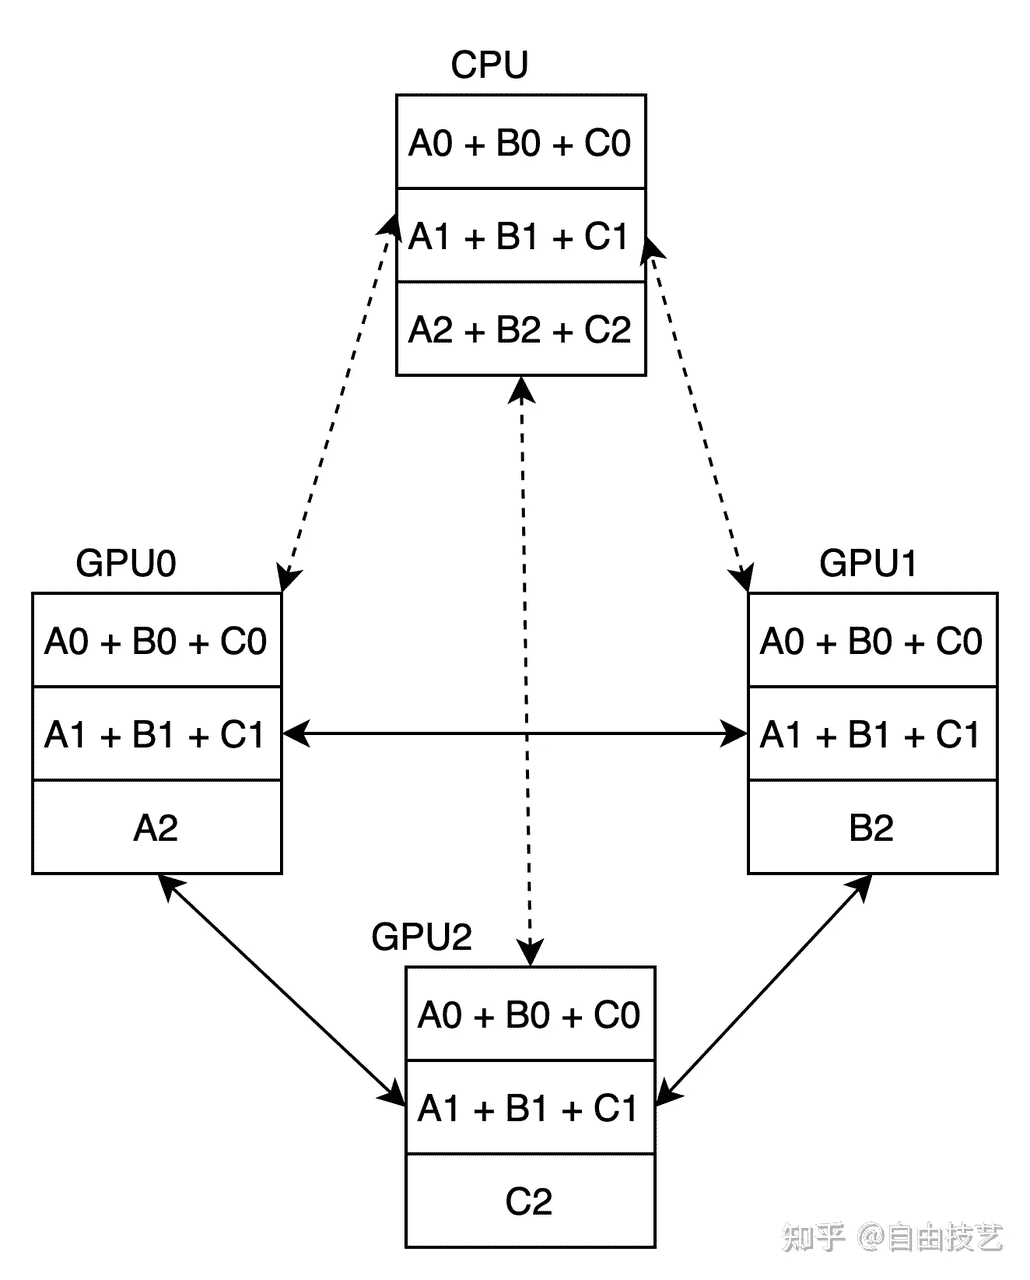 CPU
A0 + B0 + C0
A1 + B1 + C1
A2 + B2 + C2
GPU0
A0 + B0 + C0
A1 + B1 + C1
A2
GPU1
A0 + B0 + C0
A1 + B1 + C1
B2
GPU2
A0 + B0 + C0
A1 + B1 + C1
C2
知乎 @自由技艺